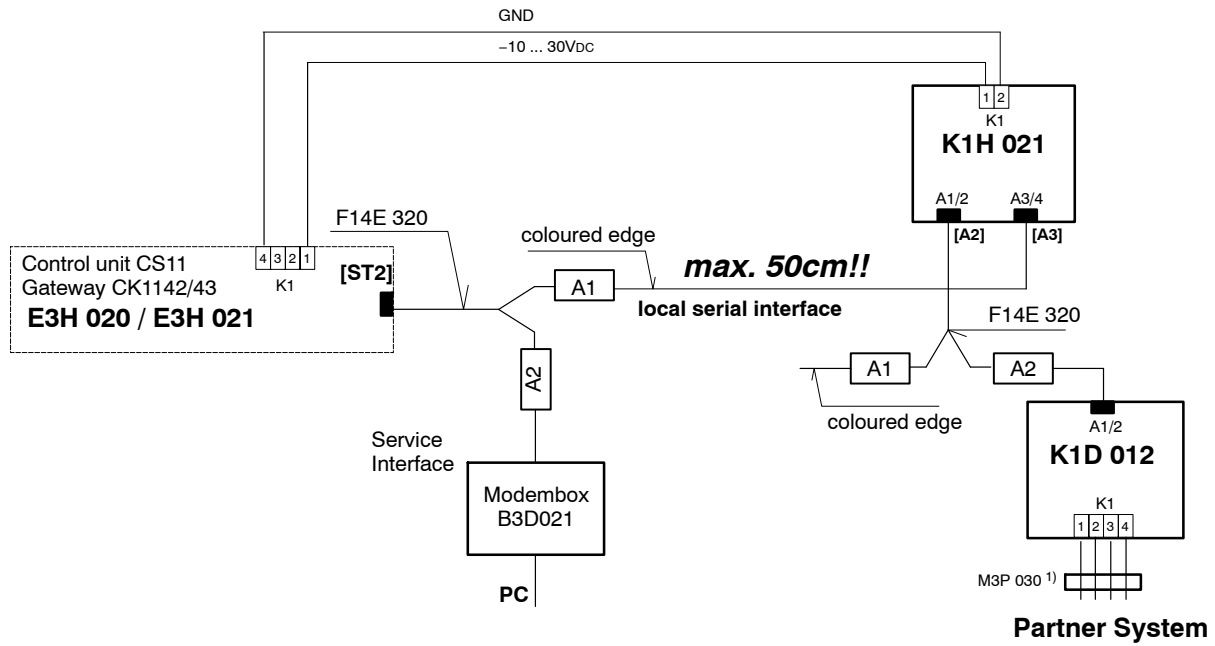 GND
–10 ... 30VDC
1 2
K1
K1H 021
A1/2
A3/4
[A2]
[A3]
F14E 320
coloured edge
max. 50cm!!
local serial interface
4 3 2 1
K1
[ST2]
Control unit CS11
Gateway CK1142/43
E3H 020 / E3H 021
A1
A2
F14E 320
A1
A2
coloured edge
A1/2
K1D 012
K1
1 2 3 4
M3P 030 1)
Partner System
Service
Interface
Modembox
B3D021
PC